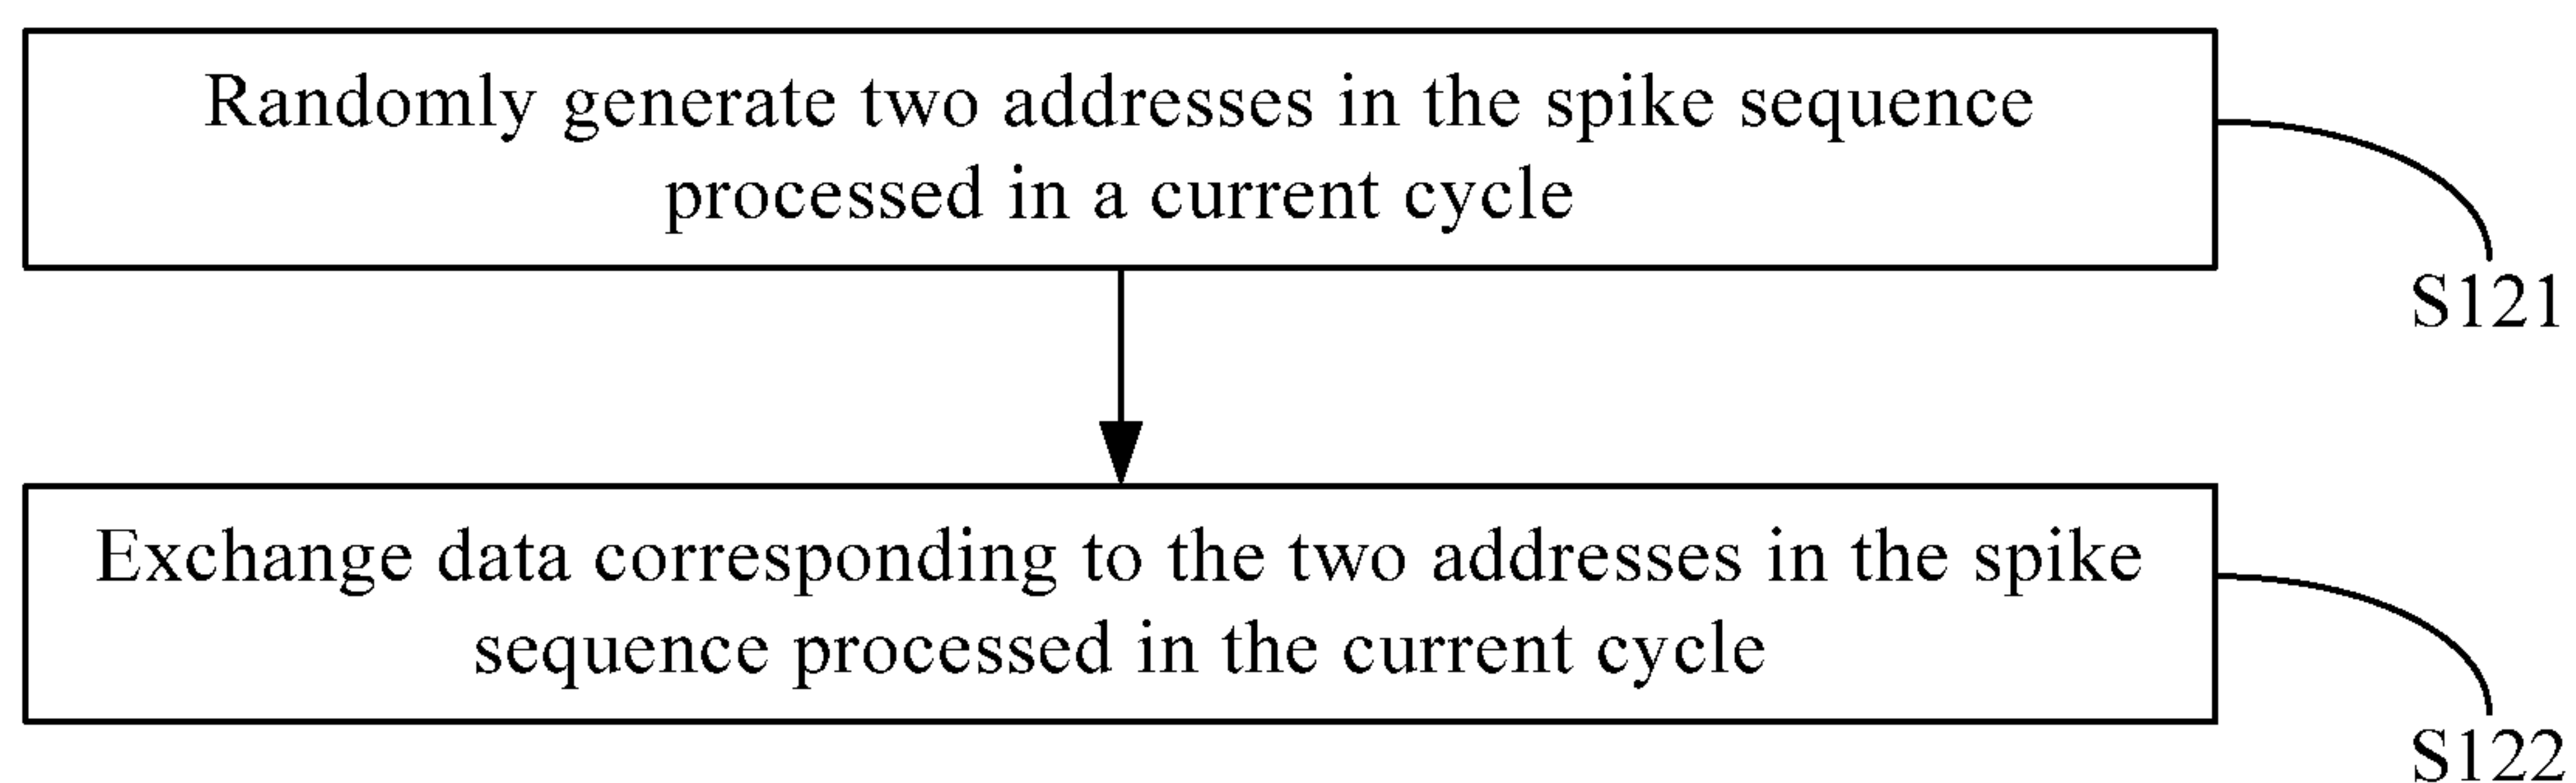 Randomly generate two addresses in the spike sequence
processed in a current cycle
S121
Exchange data corresponding to the two addresses in the spike
sequence processed in the current cycle
S122